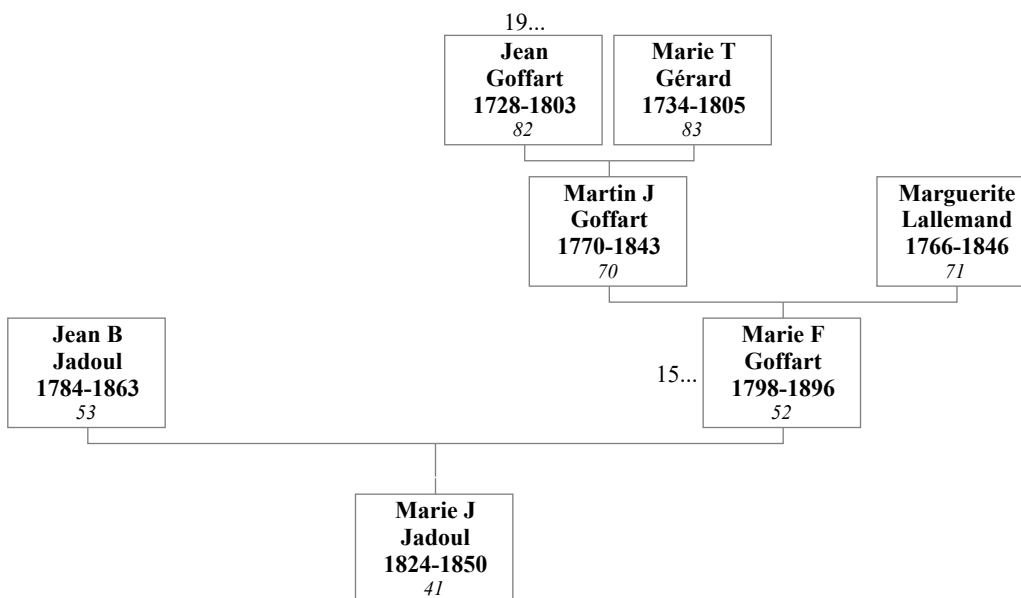 19...
Jean
Goffart
1728-1803
82
Marie T
Gérard
1734-1805
83
Martin J
Goffart
1770-1843
70
Marguerite
Lallemand
1766-1846
71
Jean B
Jadoul
1784-1863
53
15...
Marie F
Goffart
1798-1896
52
Marie J
Jadoul
1824-1850
41